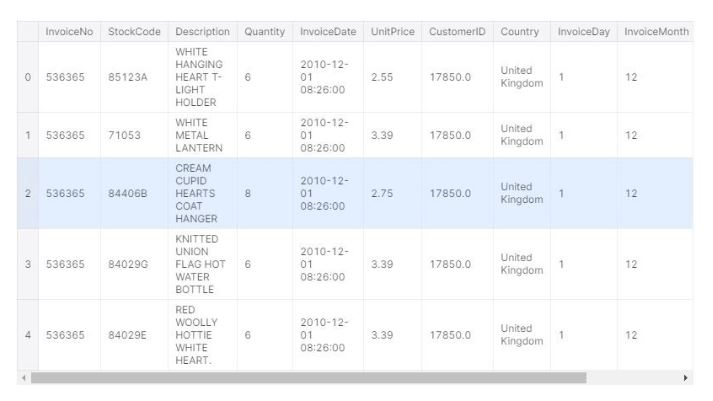 InvoiceNo StockCode Description Quantity InvoiceDate UnitPrice CustomerID Country InvoiceDay InvoiceMonth
0 536365 85123A WHITE HANGING HEART T-LIGHT HOLDER 6 2010-12-01 08:26:00 2.55 17850.0 United Kingdom 1 12
1 536365 71053 WHITE METAL LANTERN 6 2010-12-01 08:26:00 3.39 17850.0 United Kingdom 1 12
2 536365 84406B CREAM CUPID HEARTS COAT HANGER 8 2010-12-01 08:26:00 2.75 17850.0 United Kingdom 1 12
3 536365 84029G KNITTED UNION FLAG HOT WATER BOTTLE 6 2010-12-01 08:26:00 3.39 17850.0 United Kingdom 1 12
4 536365 84029E RED WOOLLY HOTTIE WHITE HEART. 6 2010-12-01 08:26:00 3.39 17850.0 United Kingdom 1 12